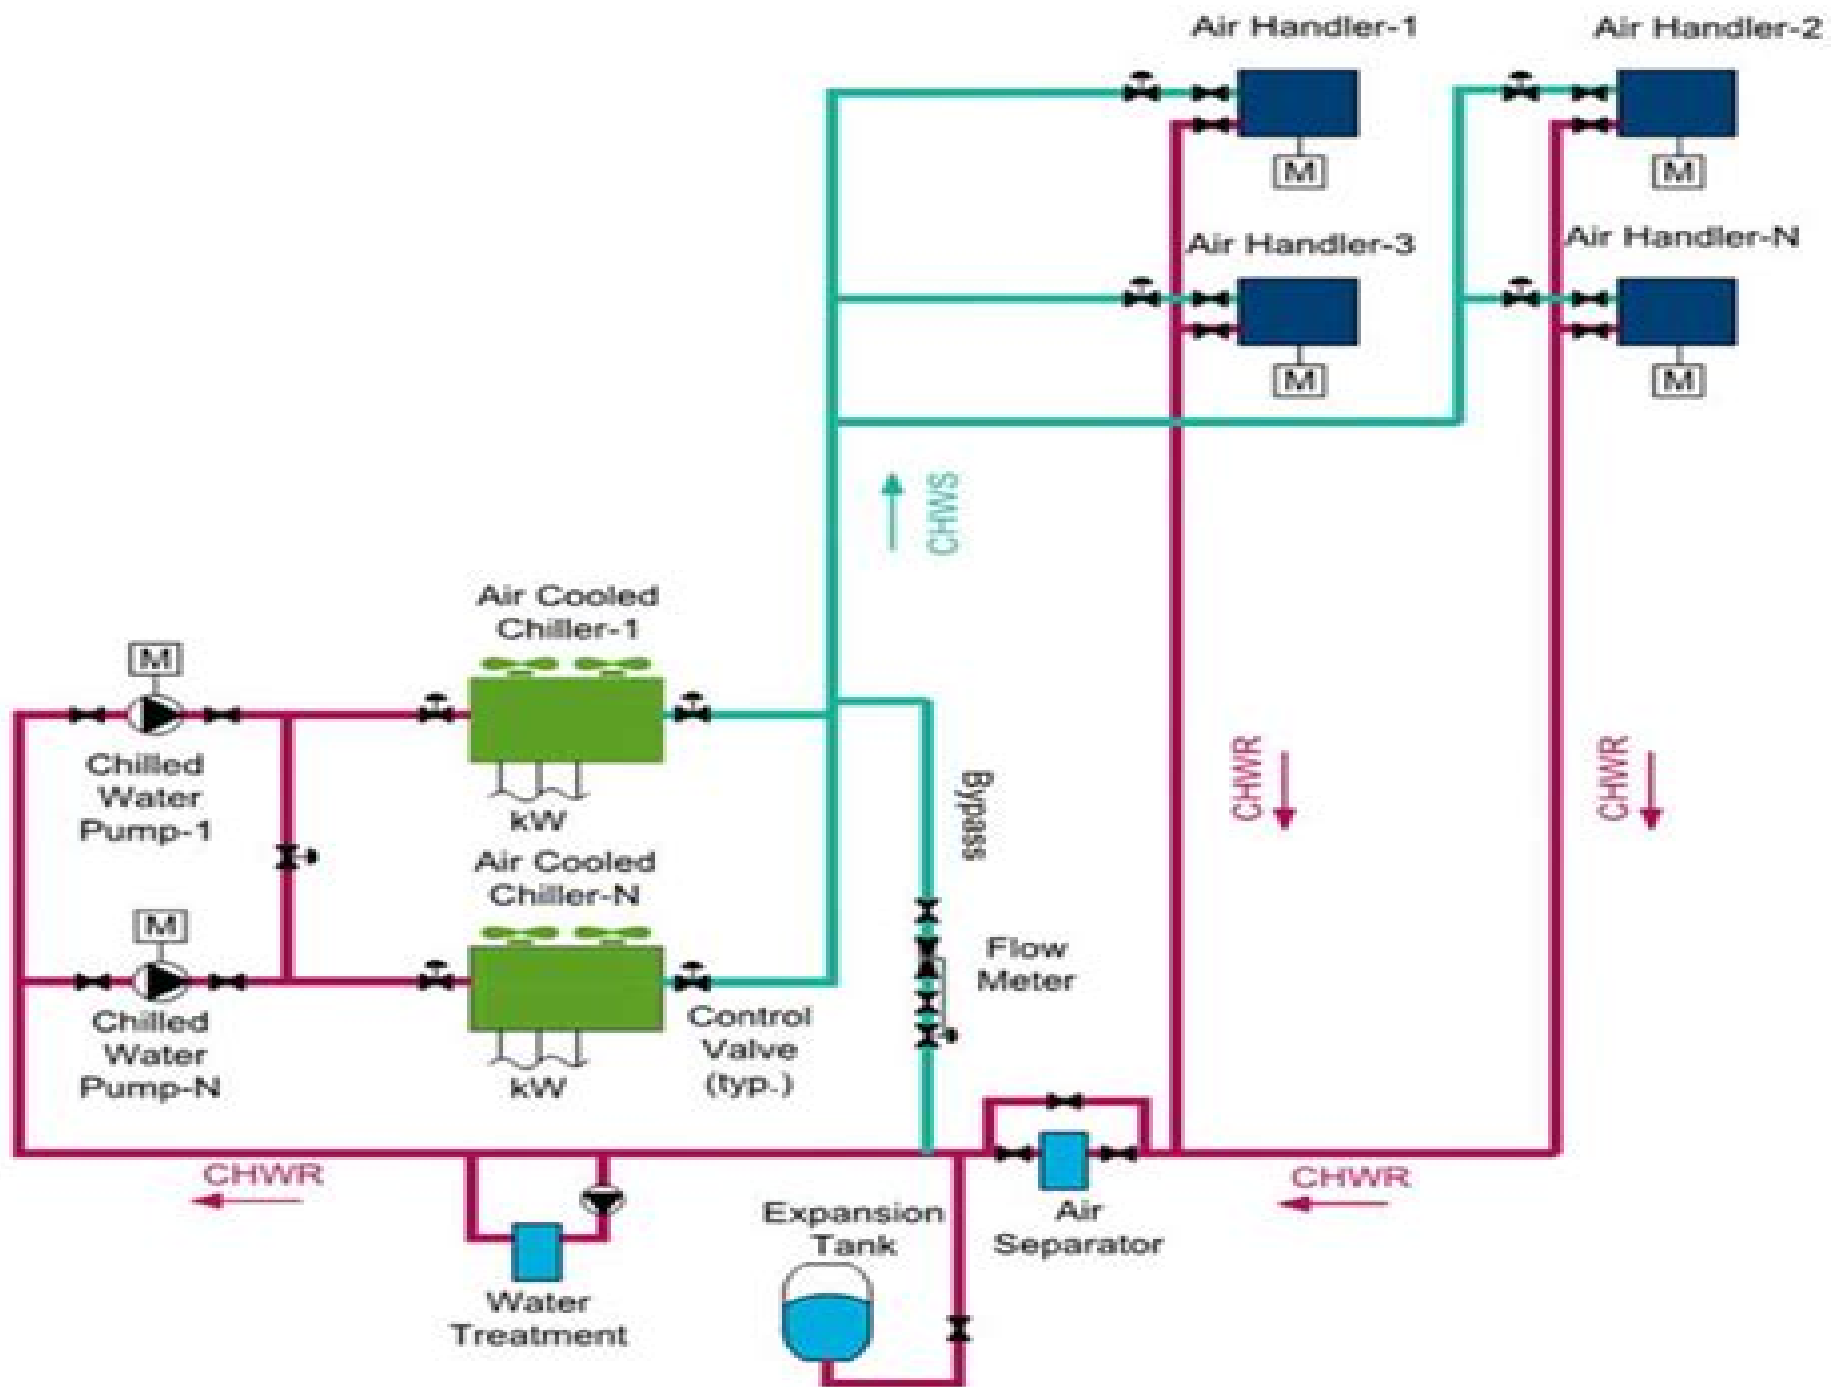 Air Handler-1
Air Handler-2
M
M
Air Handler-3
Air Handler-N
M
M
CHWS
Air Cooled
Chiller-1
M
Chilled
Water
Pump-1
kW
Bypass
CHWR
CHWR
Air Cooled
Chiller-N
M
Flow
Meter
Chilled
Water
Pump-N
kW
Control
Valve
(typ.)
CHWR
CHWR
Expansion
Tank
Air
Separator
Water
Treatment